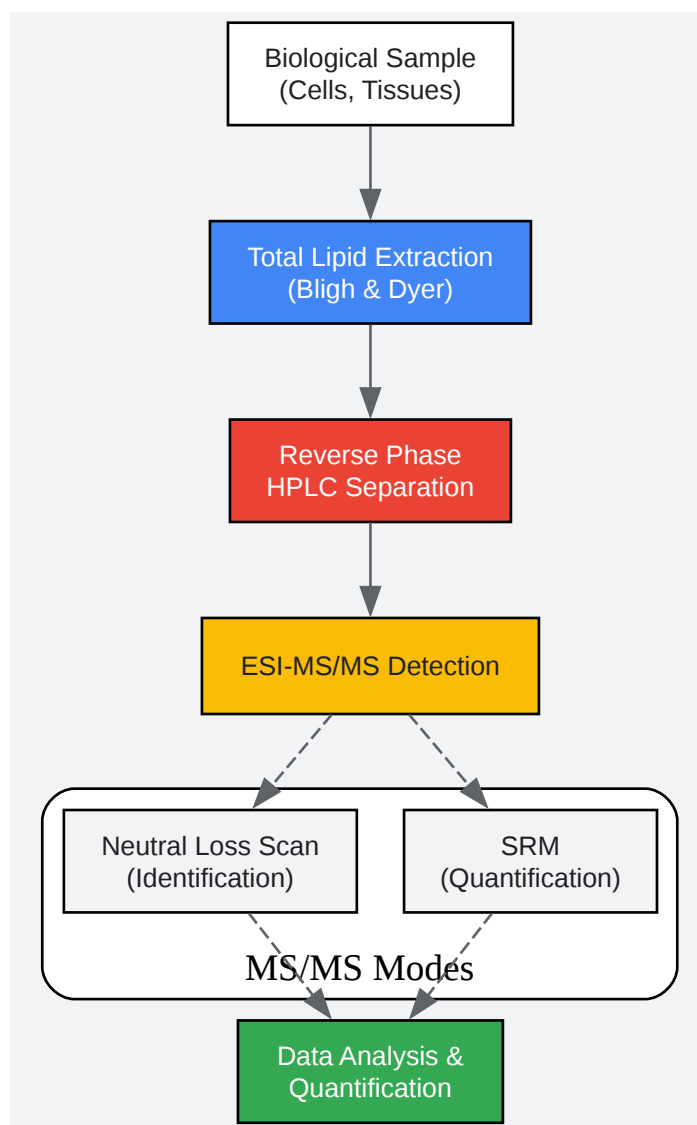 Biological Sample
(Cells, Tissues)
Total Lipid Extraction
(Bligh & Dyer)
Reverse Phase
HPLC Separation
ESI-MS/MS Detection
Neutral Loss Scan
(Identification)
SRM
(Quantification)
MS/MS Modes
Data Analysis &
Quantification